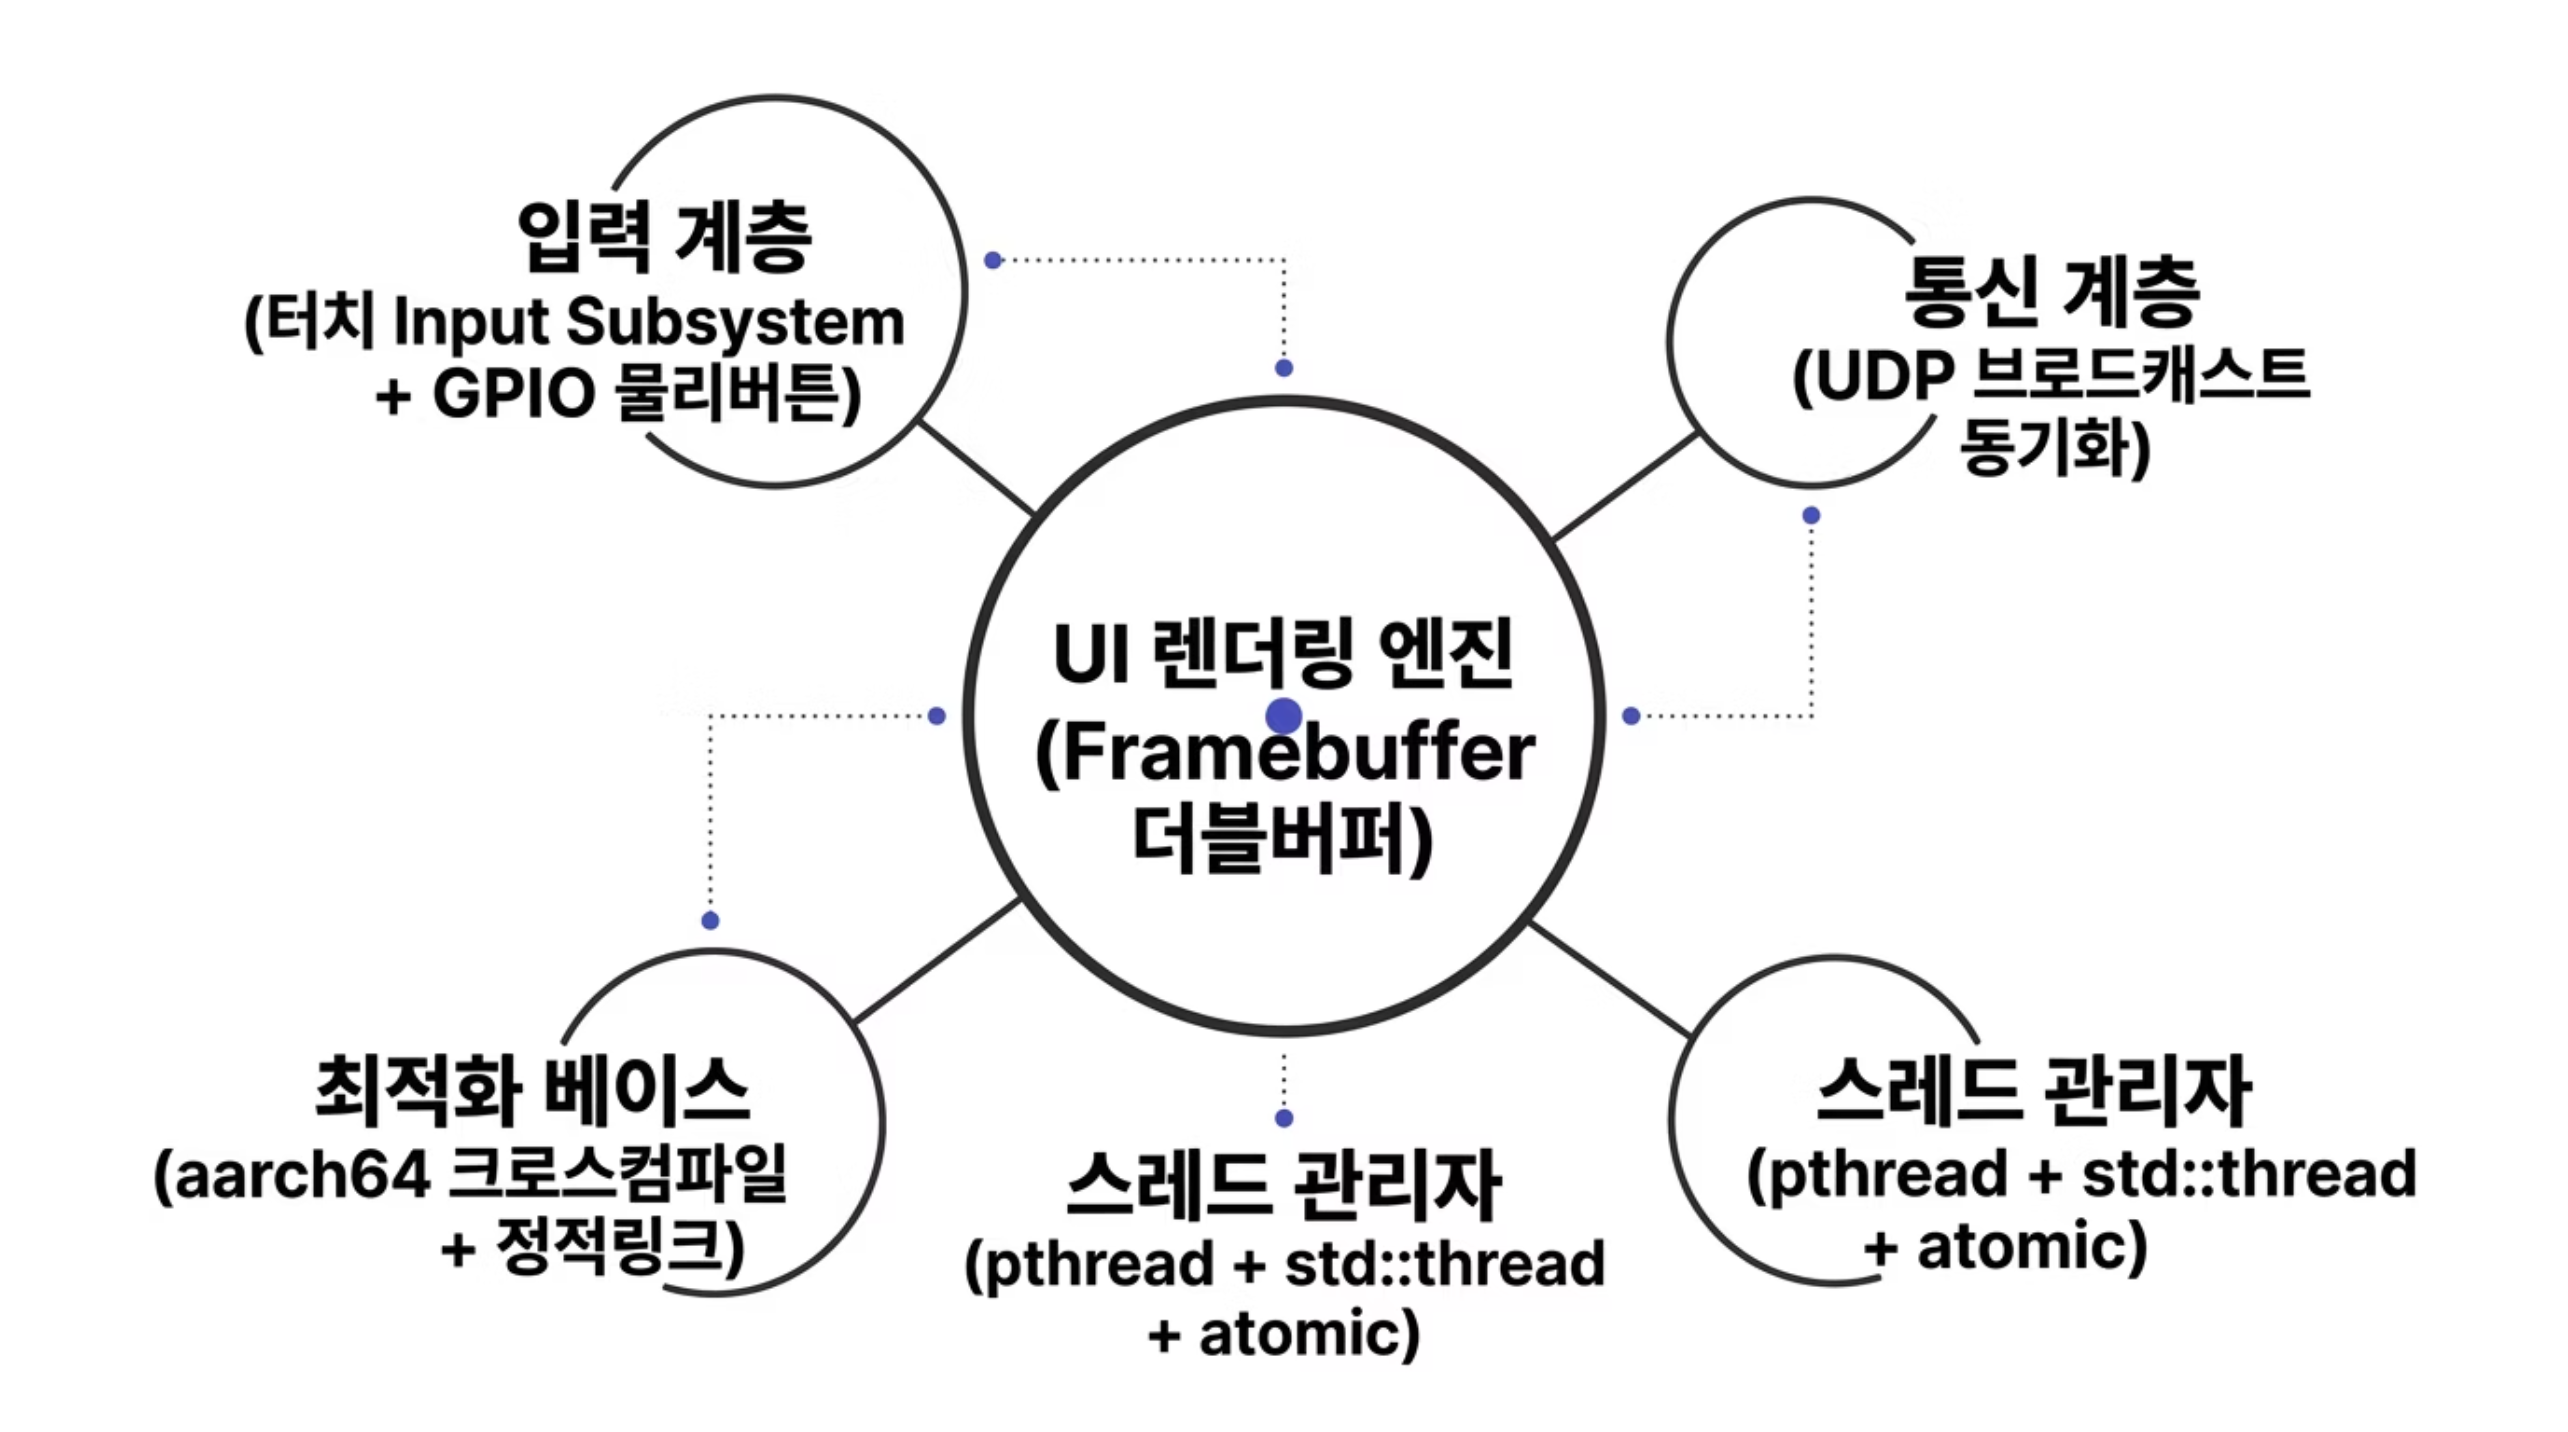 입력 계층
(터치 Input Subsystem
+ GPIO 물리버튼)
통신 계층
(UDP 브로드캐스트
동기화)
UI 렌더링 엔진
(Framebuffer
더블버퍼)
최적화 베이스
(aarch64 크로스컴파일
+ 정적링크)
스레드 관리자
(pthread + std::thread
+ atomic)
스레드 관리자
(pthread + std::thread
+ atomic)